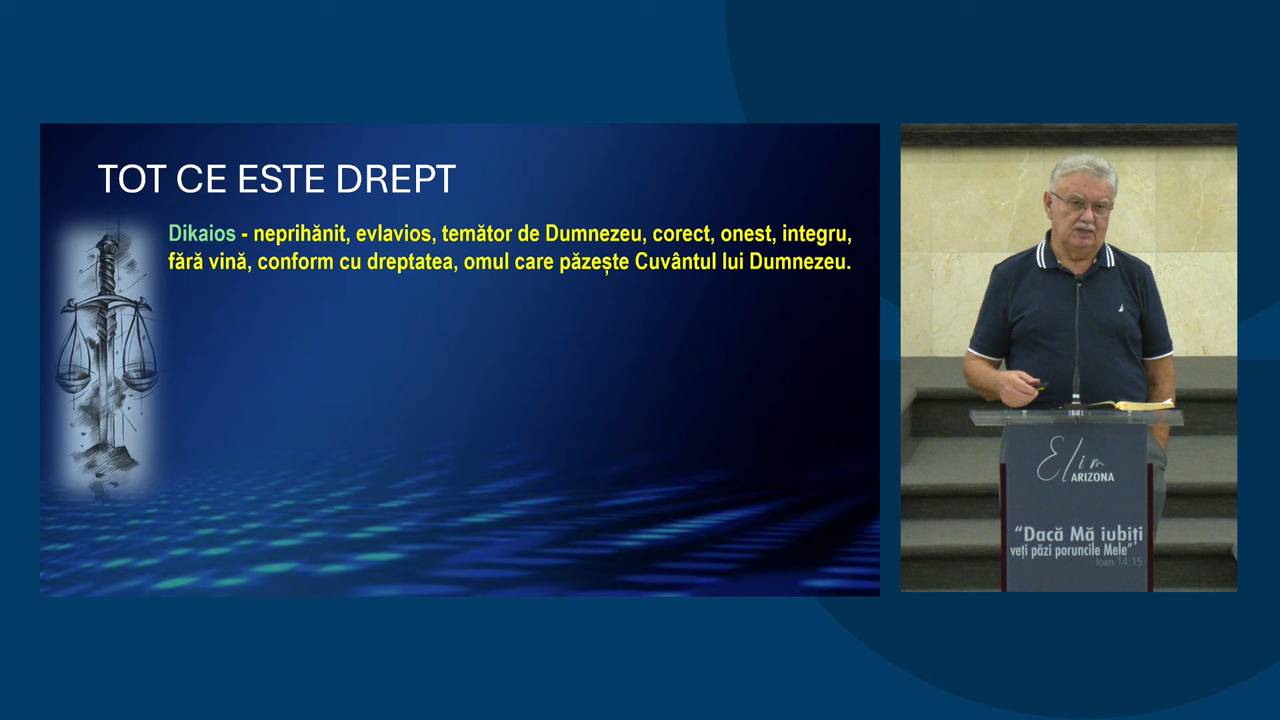 TOT CE ESTE DREPT
Dikaios - neprihănit, evlavios, temător de Dumnezeu, corect, onest, integru,
fără vină, conform cu dreptatea, omul care păzește Cuvântul lui Dumnezeu.
Elim
ARIZONA
“Dacă Mă iubiți
veți păzi poruncile Mele”
Ioan 14:15